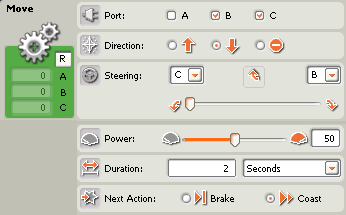 Move
R
0 A
0 B
0 C
Port: A B C
Direction:
Steering: C B
Power: 50
Duration: 2 Seconds
Next Action: Brake Coast